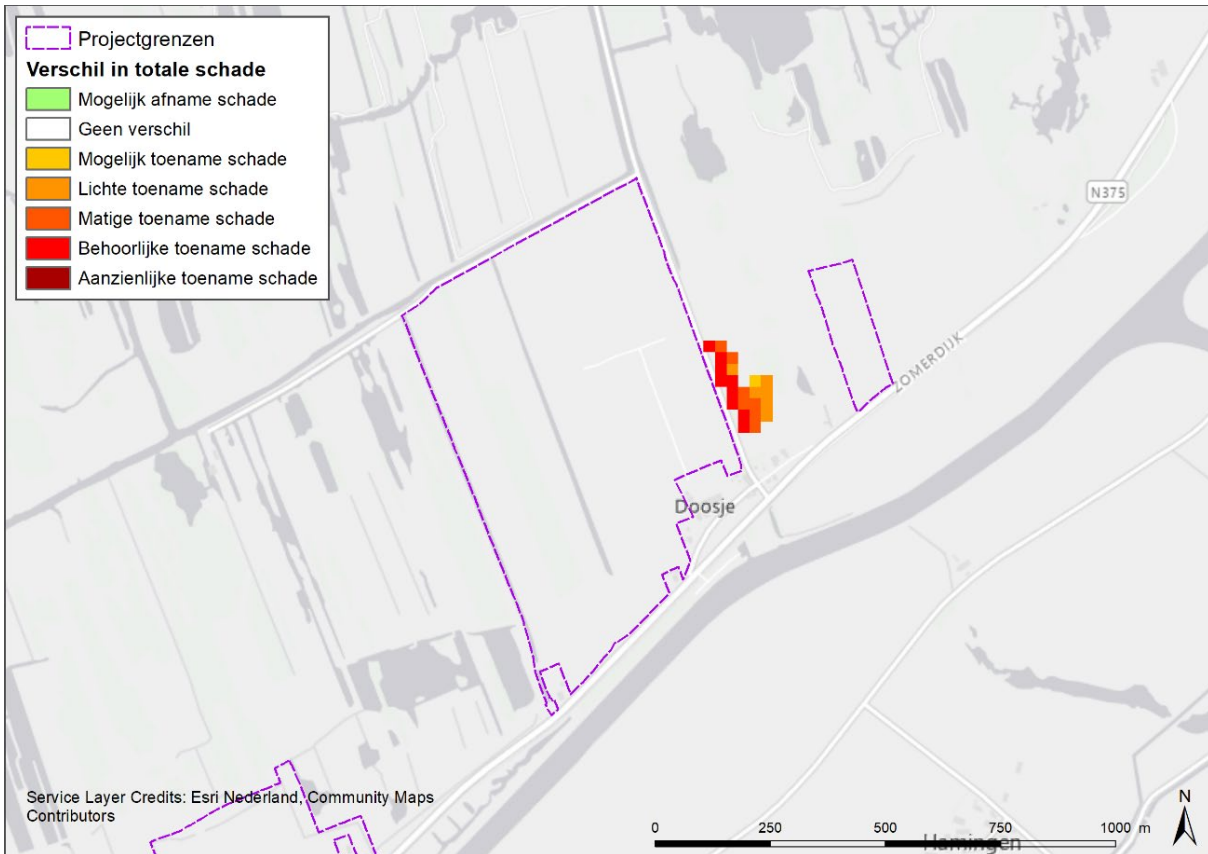 Projectgrenzen
Verschil in totale schade
Mogelijk afname schade
Geen verschil
Mogelijk toename schade
Lichte toename schade
Matige toename schade
Behoorlijke toename schade
Aanzienlijke toename schade
N375
ZOMERDIJK
Doosje
Service Layer Credits: Esri Nederland, Community Maps
Contributors
N
0 250 500 750 1000 m
Hamingen